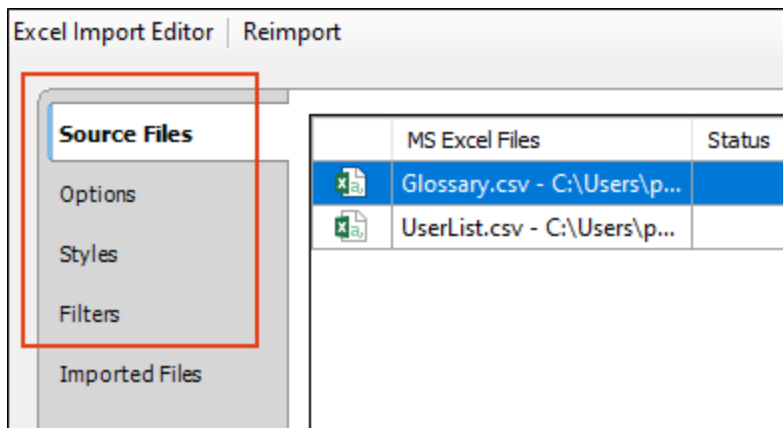 Excel Import Editor | Reimport
Source Files
Options
Styles
Filters
Imported Files
MS Excel Files Status
Glossary.csv - C:\Users\p...
UserList.csv - C:\Users\p...